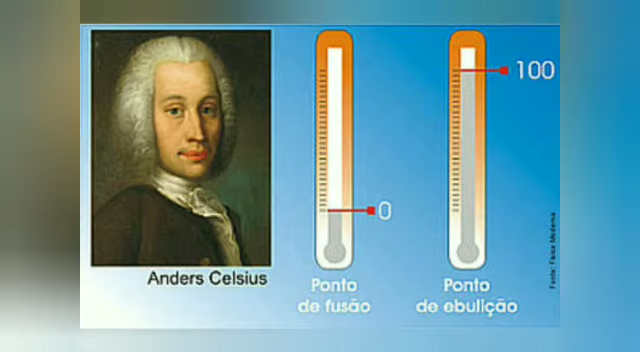 Anders Celsius
0
100
Ponto
de fusão
Ponto
de ebulição
Fonte: Física Moderna